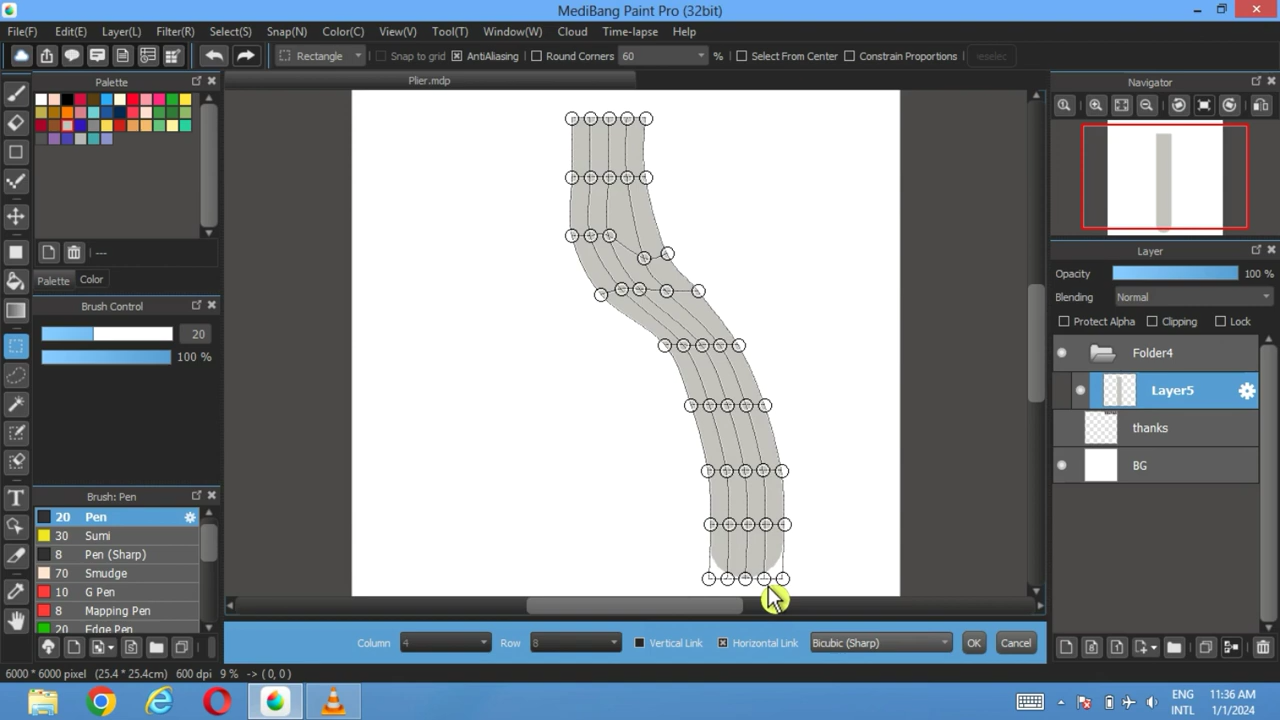 MediBang Paint Pro (32bit)
File(F) Edit(E) Layer(L) Filter(R) Select(S) Snap(N) Color(C) View(V) Tool(T) Window(W) Cloud Time-lapse Help
Rectangle Snap to grid AntiAliasing Round Corners 60 % Select From Center Constrain Proportions reselect
Palette
Plier.mdp
Navigator
---
Palette Color
Brush Control
20
100 %
Layer
Opacity 100 %
Blending Normal
Protect Alpha Clipping Lock
Folder4
Layer5
thanks
BG
Brush: Pen
20 Pen
30 Sumi
8 Pen (Sharp)
70 Smudge
10 G Pen
8 Mapping Pen
20 Edge Pen
Column 4 Row 8 Vertical Link Horizontal Link Bicubic (Sharp) OK Cancel
6000 * 6000 pixel (25.4 * 25.4cm) 600 dpi 9 % -> ( 0, 0 )
ENG
INTL
11:36 AM
1/1/2024